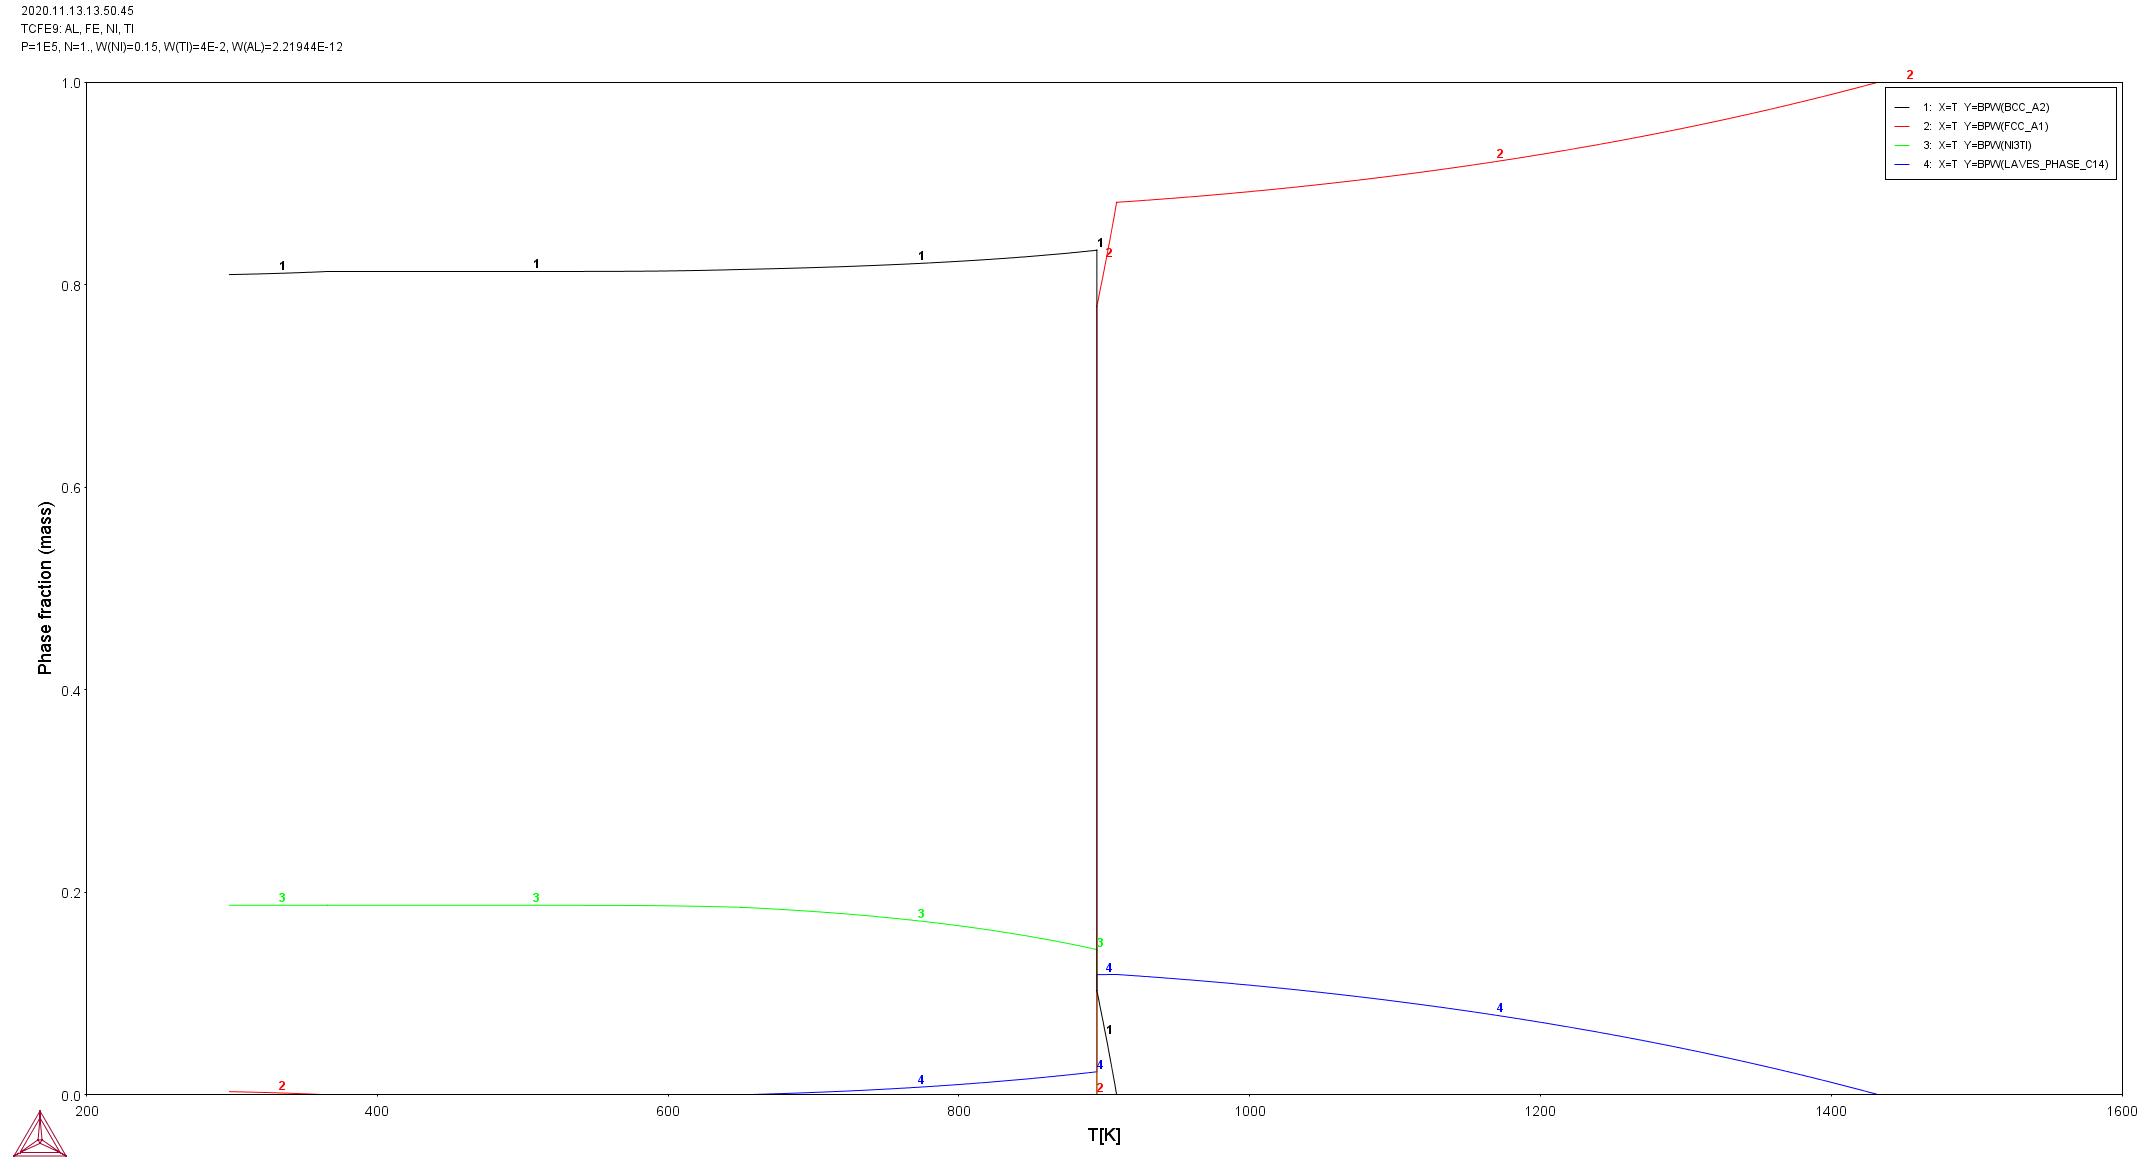 2020.11.13.13.50.45
TCFE9: AL, FE, NI, TI
P=1E5, N=1., W(NI)=0.15, W(TI)=4E-2, W(AL)=2.21944E-12
1: X=T Y=BPW(BCC_A2)
2: X=T Y=BPW(FCC_A1)
3: X=T Y=BPW(NI3TI)
4: X=T Y=BPW(LAVES_PHASE_C14)
Phase fraction (mass)
1.0
0.8
0.6
0.4
0.2
0.0
2
2
1
1
1
1
2
3
3
3
3
4
4
1
4
4
2
2
200 400 600 800 1000 1200 1400 1600
T[K]